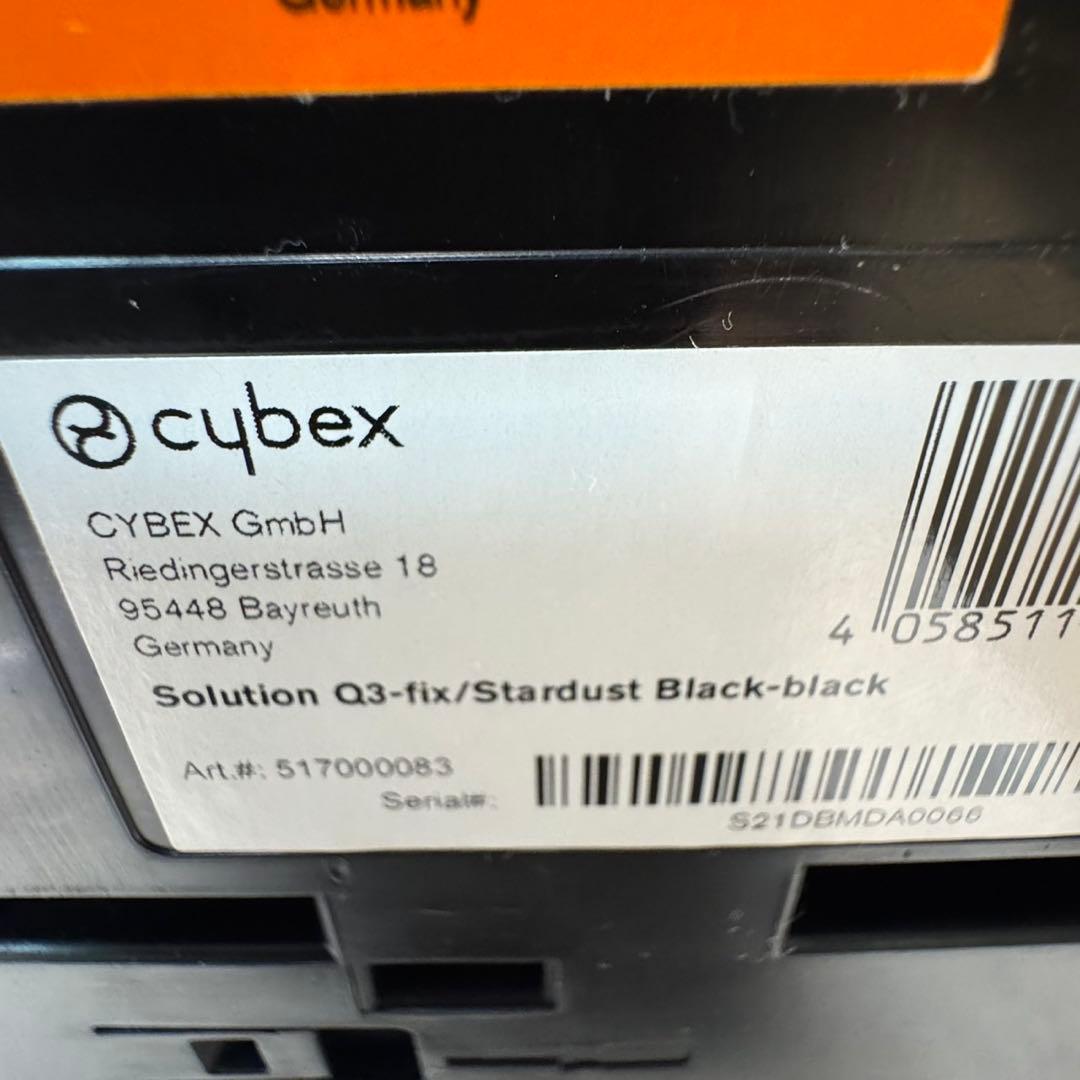 Germany
cybex
CYBEX GmbH
Riedingerstrasse 18
95448 Bayreuth
Germany
4 058511
Solution Q3-fix/Stardust Black-black
Art.#: 517000083
Serial#:
S21DBMDA0066